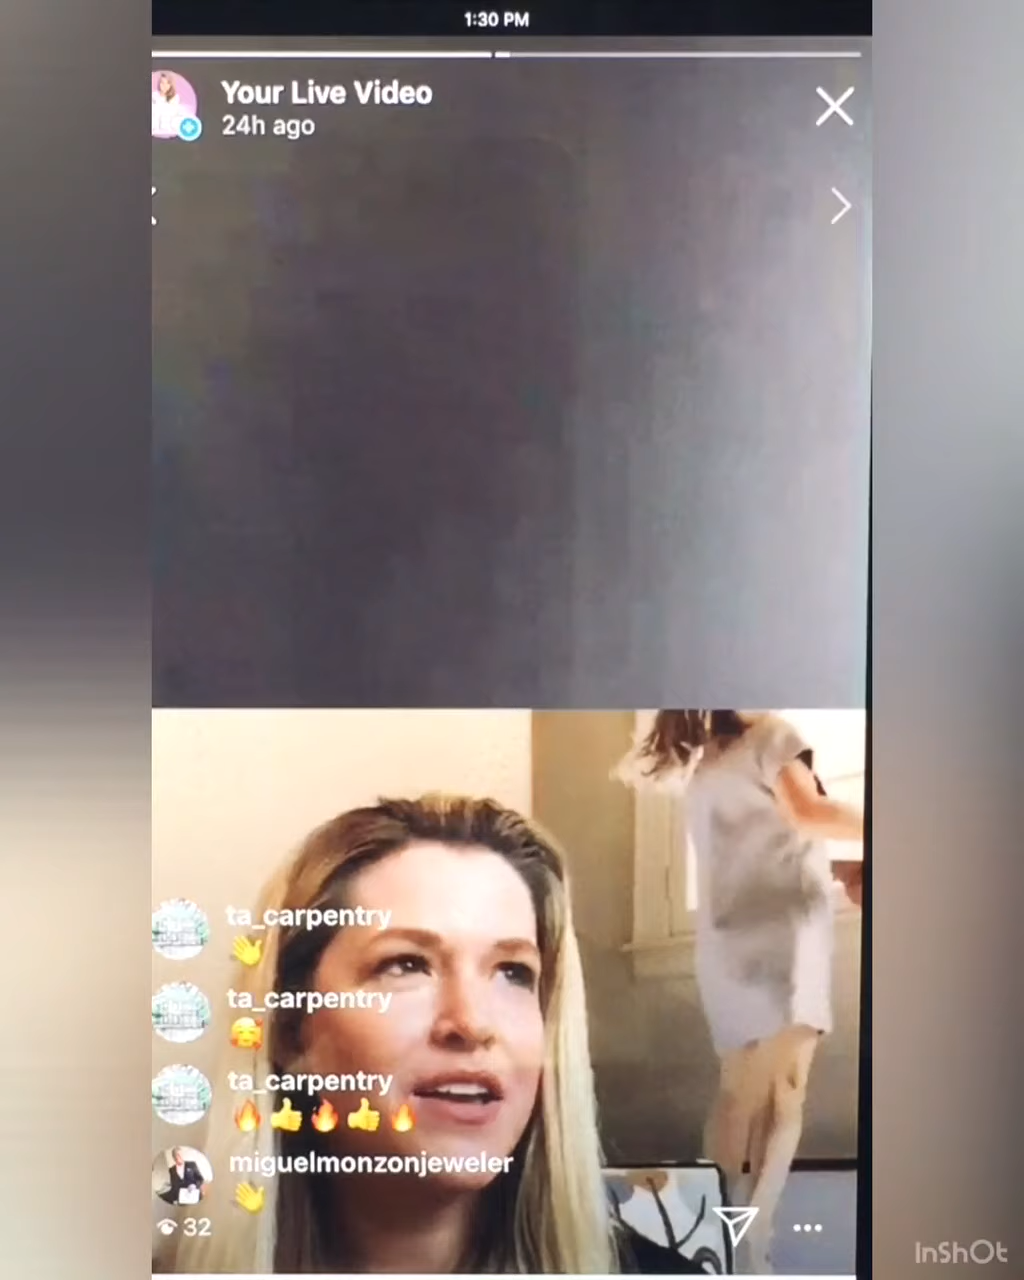 1:30 PM
Your Live Video
24h ago
ta_carpentry
👋
ta_carpentry
🥰
ta_carpentry
🔥👍🔥👍🔥
miguelmonzonjeweler
👋
32
InShOt